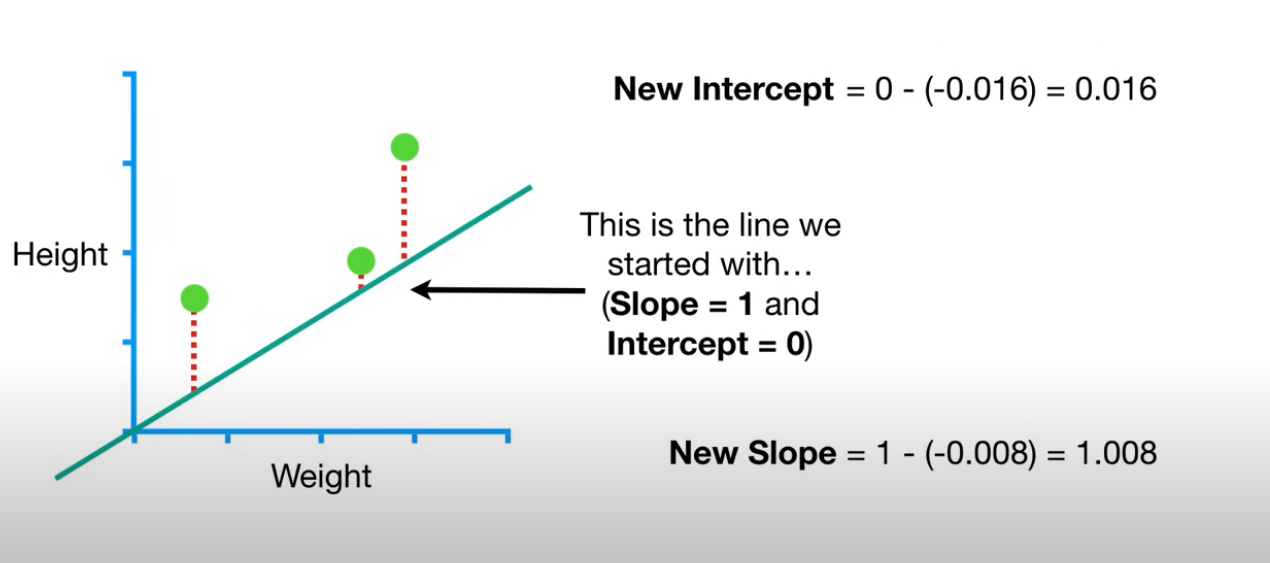 New Intercept = 0 - (-0.016) = 0.016
This is the line we
started with…
(Slope = 1 and
Intercept = 0)
Height
Weight
New Slope = 1 - (-0.008) = 1.008